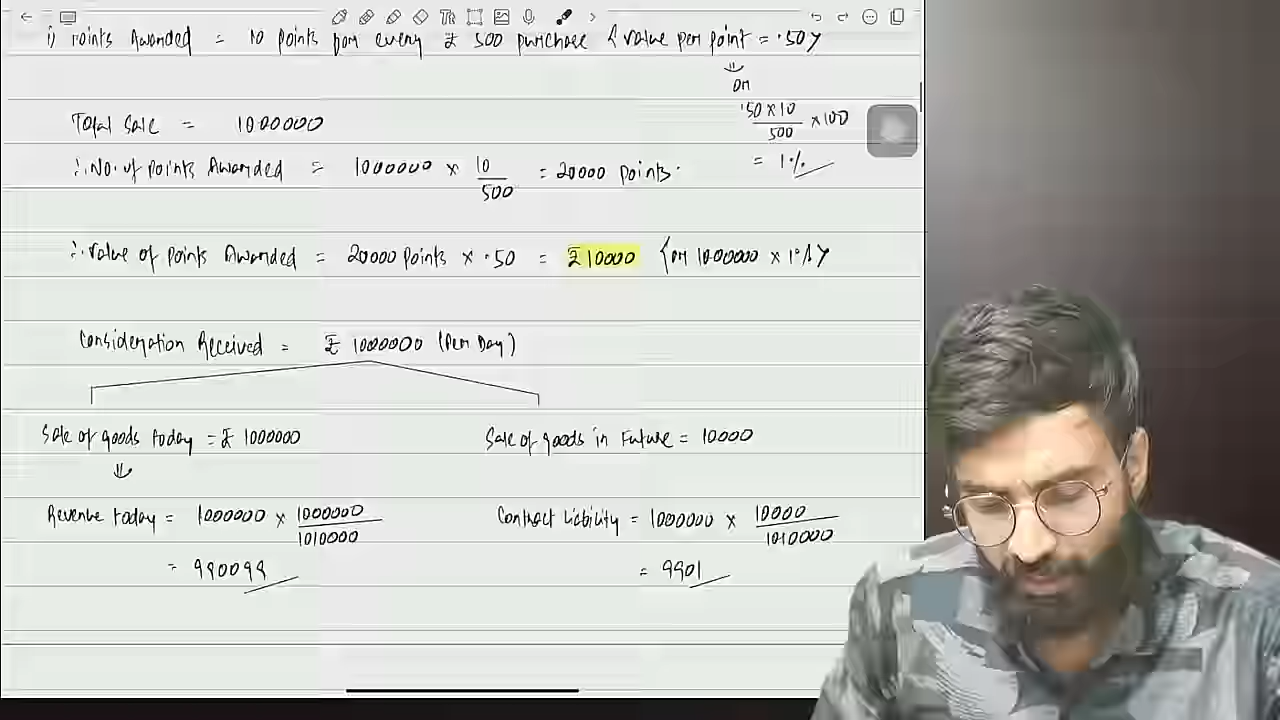 i) Points Awarded = 10 points for every ₹ 500 purchase {value per point = .50}
⇓
OR
.50 x 10 / 500 x 100
= 1%
Total Sale = 1000000
∴ No. of points Awarded = 1000000 x 10 / 500 = 20000 points.
∴ Value of points Awarded = 20000 points x .50 = ₹ 10000 {OR 1000000 x 1%}
Consideration Received = ₹ 1000000 (Per Day)
Sale of goods today = ₹ 1000000
Sale of goods in Future = 10000
⇓
Revenue today = 1000000 x 1000000 / 1010000
Contract liability = 1000000 x 10000 / 1010000
= 990099
= 9901